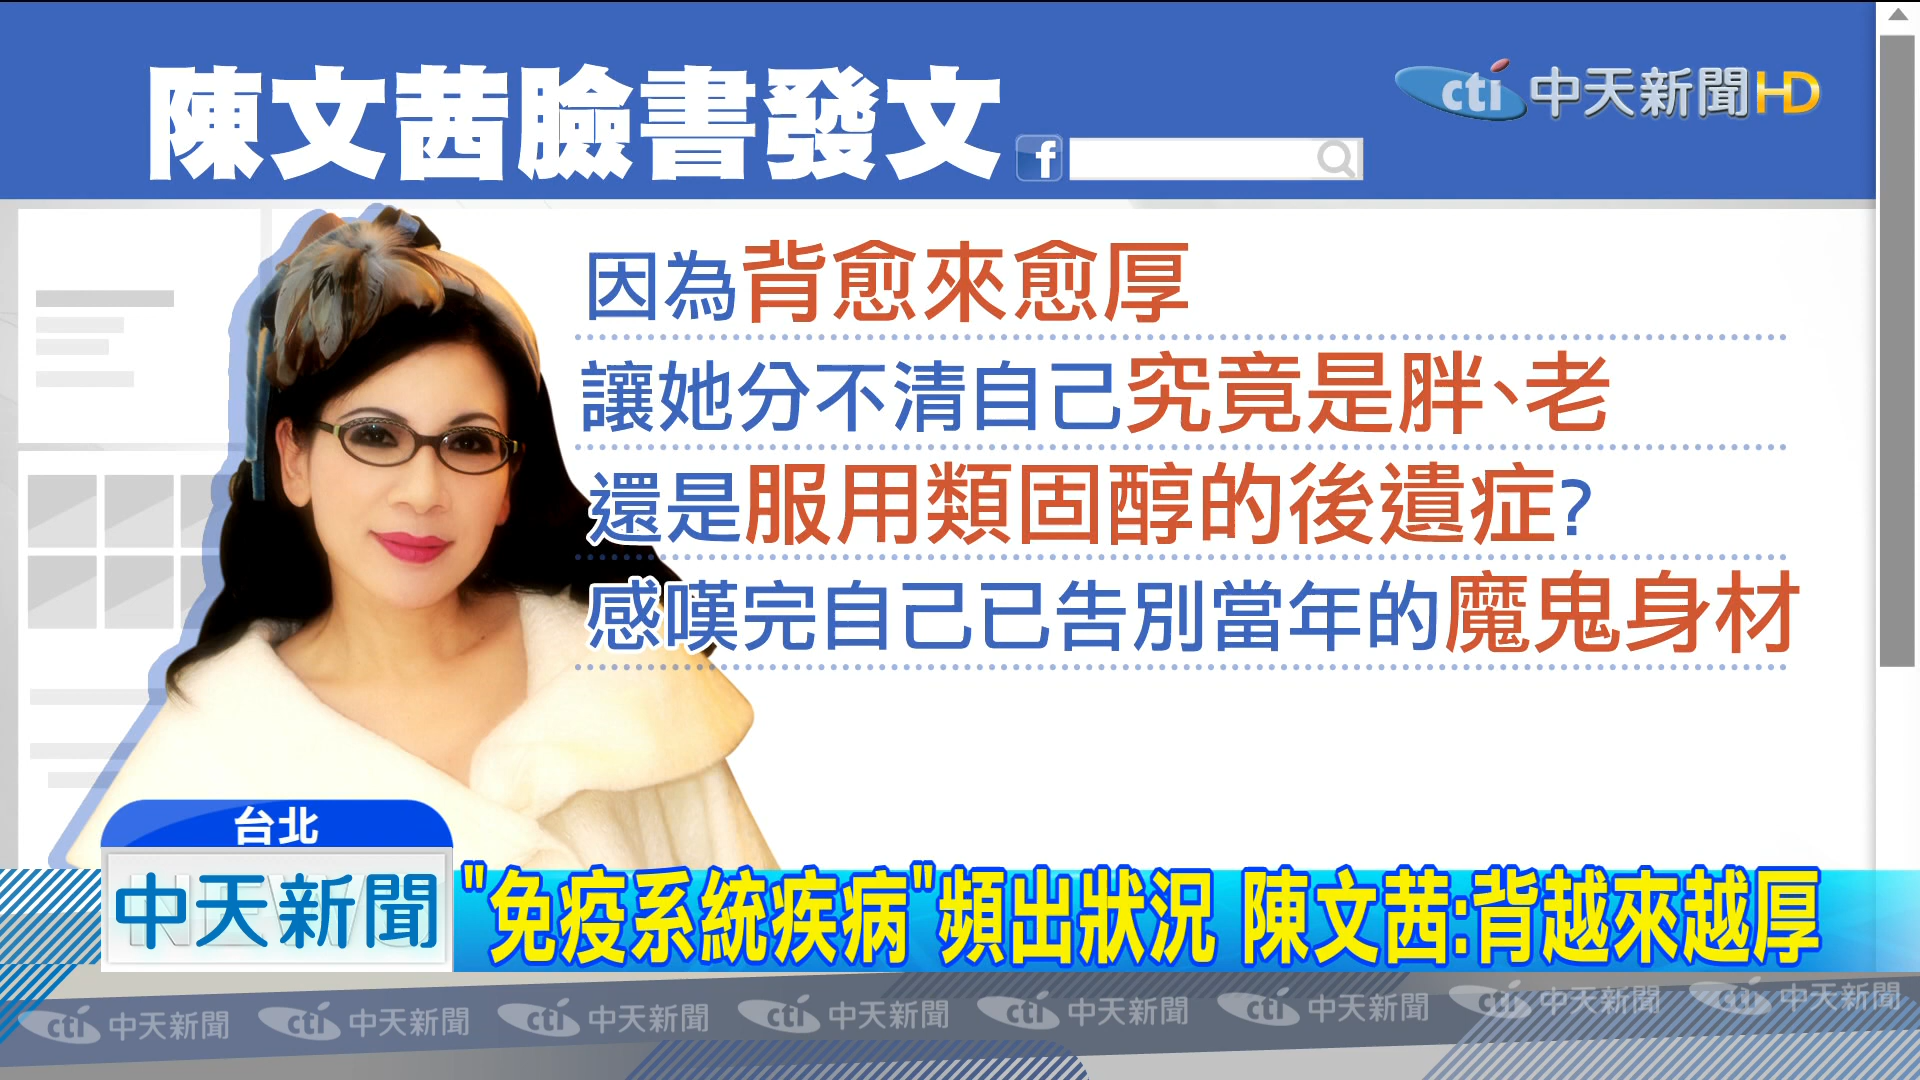 陳文茜臉書發文
f
cti 中天新聞HD
因為背愈來愈厚
讓她分不清自己究竟是胖、老
還是服用類固醇的後遺症?
感嘆完自己已告別當年的魔鬼身材
台北
中天新聞
"免疫系統疾病"頻出狀況 陳文茜:背越來越厚
cti 中天新聞 cti 中天新聞 cti 中天新聞 cti 中天新聞 cti 中天新聞 cti 中天新聞 cti 中天新聞 cti 中天新聞